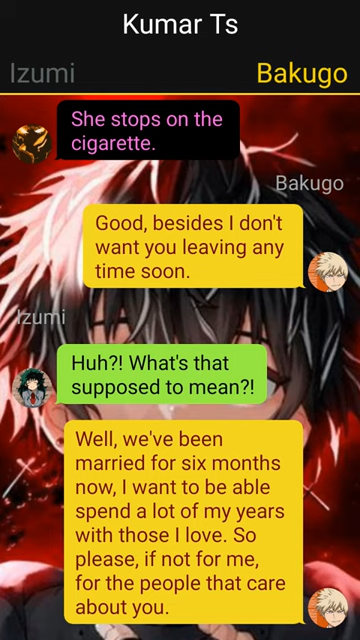 Kumar Ts
Izumi
Bakugo
She stops on the
cigarette.
Bakugo
Good, besides I don't
want you leaving any
time soon.
Izumi
Huh?! What's that
supposed to mean?!
Well, we've been
married for six months
now, I want to be able
spend a lot of my years
with those I love. So
please, if not for me,
for the people that care
about you.